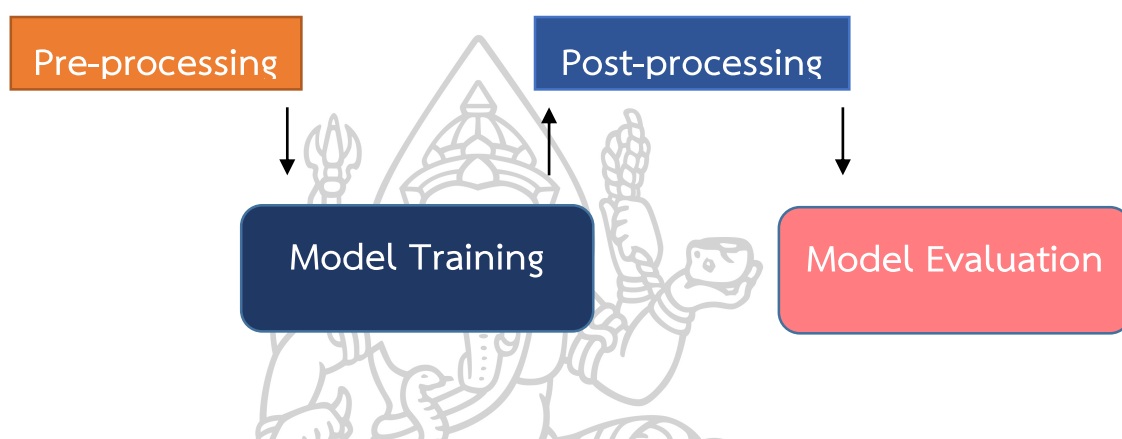 Pre-processing
Post-processing
Model Training
Model Evaluation